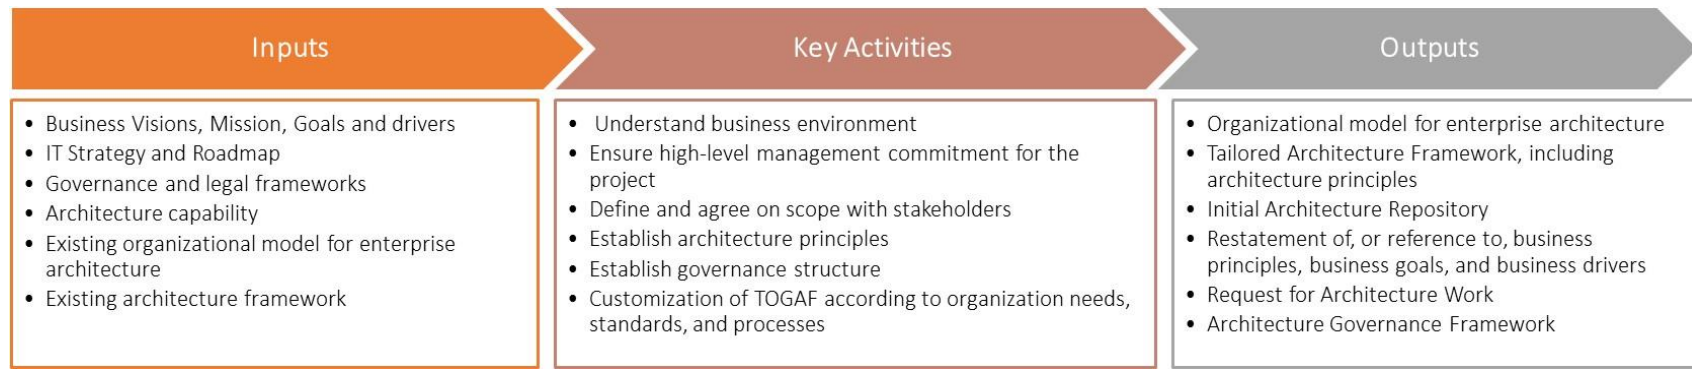 Inputs
Key Activities
Outputs
• Business Visions, Mission, Goals and drivers
• IT Strategy and Roadmap
• Governance and legal frameworks
• Architecture capability
• Existing organizational model for enterprise
architecture
• Existing architecture framework
• Understand business environment
• Ensure high-level management commitment for the
project
• Define and agree on scope with stakeholders
• Establish architecture principles
• Establish governance structure
• Customization of TOGAF according to organization needs,
standards, and processes
• Organizational model for enterprise architecture
• Tailored Architecture Framework, including
architecture principles
• Initial Architecture Repository
• Restatement of, or reference to, business
principles, business goals, and business drivers
• Request for Architecture Work
• Architecture Governance Framework